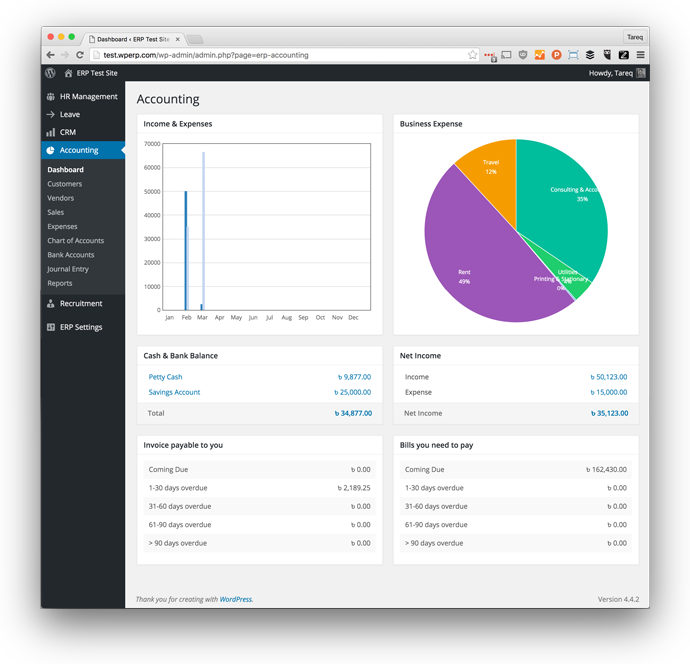 Dashboard ‹ ERP Test Site
Tareq
test.wperp.com/wp-admin/admin.php?page=erp-accounting
ERP Test Site
Howdy, Tareq
HR Management
Leave
CRM
Accounting
Dashboard
Customers
Vendors
Sales
Expenses
Chart of Accounts
Bank Accounts
Journal Entry
Reports
Recruitment
ERP Settings
Accounting
Income & Expenses
70000
60000
50000
40000
30000
20000
10000
0
Jan Feb Mar Apr May Jun Jul Aug Sep Oct Nov Dec
Business Expense
Travel
12%
Consulting & Acco
35%
Rent
49%
Utilities
Printing & Stationary
0%
Cash & Bank Balance
Petty Cash ৳ 9,877.00
Savings Account ৳ 25,000.00
Total ৳ 34,877.00
Net Income
Income ৳ 50,123.00
Expense ৳ 15,000.00
Net Income ৳ 35,123.00
Invoice payable to you
Coming Due ৳ 0.00
1-30 days overdue ৳ 2,189.25
31-60 days overdue ৳ 0.00
61-90 days overdue ৳ 0.00
> 90 days overdue ৳ 0.00
Bills you need to pay
Coming Due ৳ 162,430.00
1-30 days overdue ৳ 0.00
31-60 days overdue ৳ 0.00
61-90 days overdue ৳ 0.00
> 90 days overdue ৳ 0.00
Thank you for creating with WordPress.
Version 4.4.2